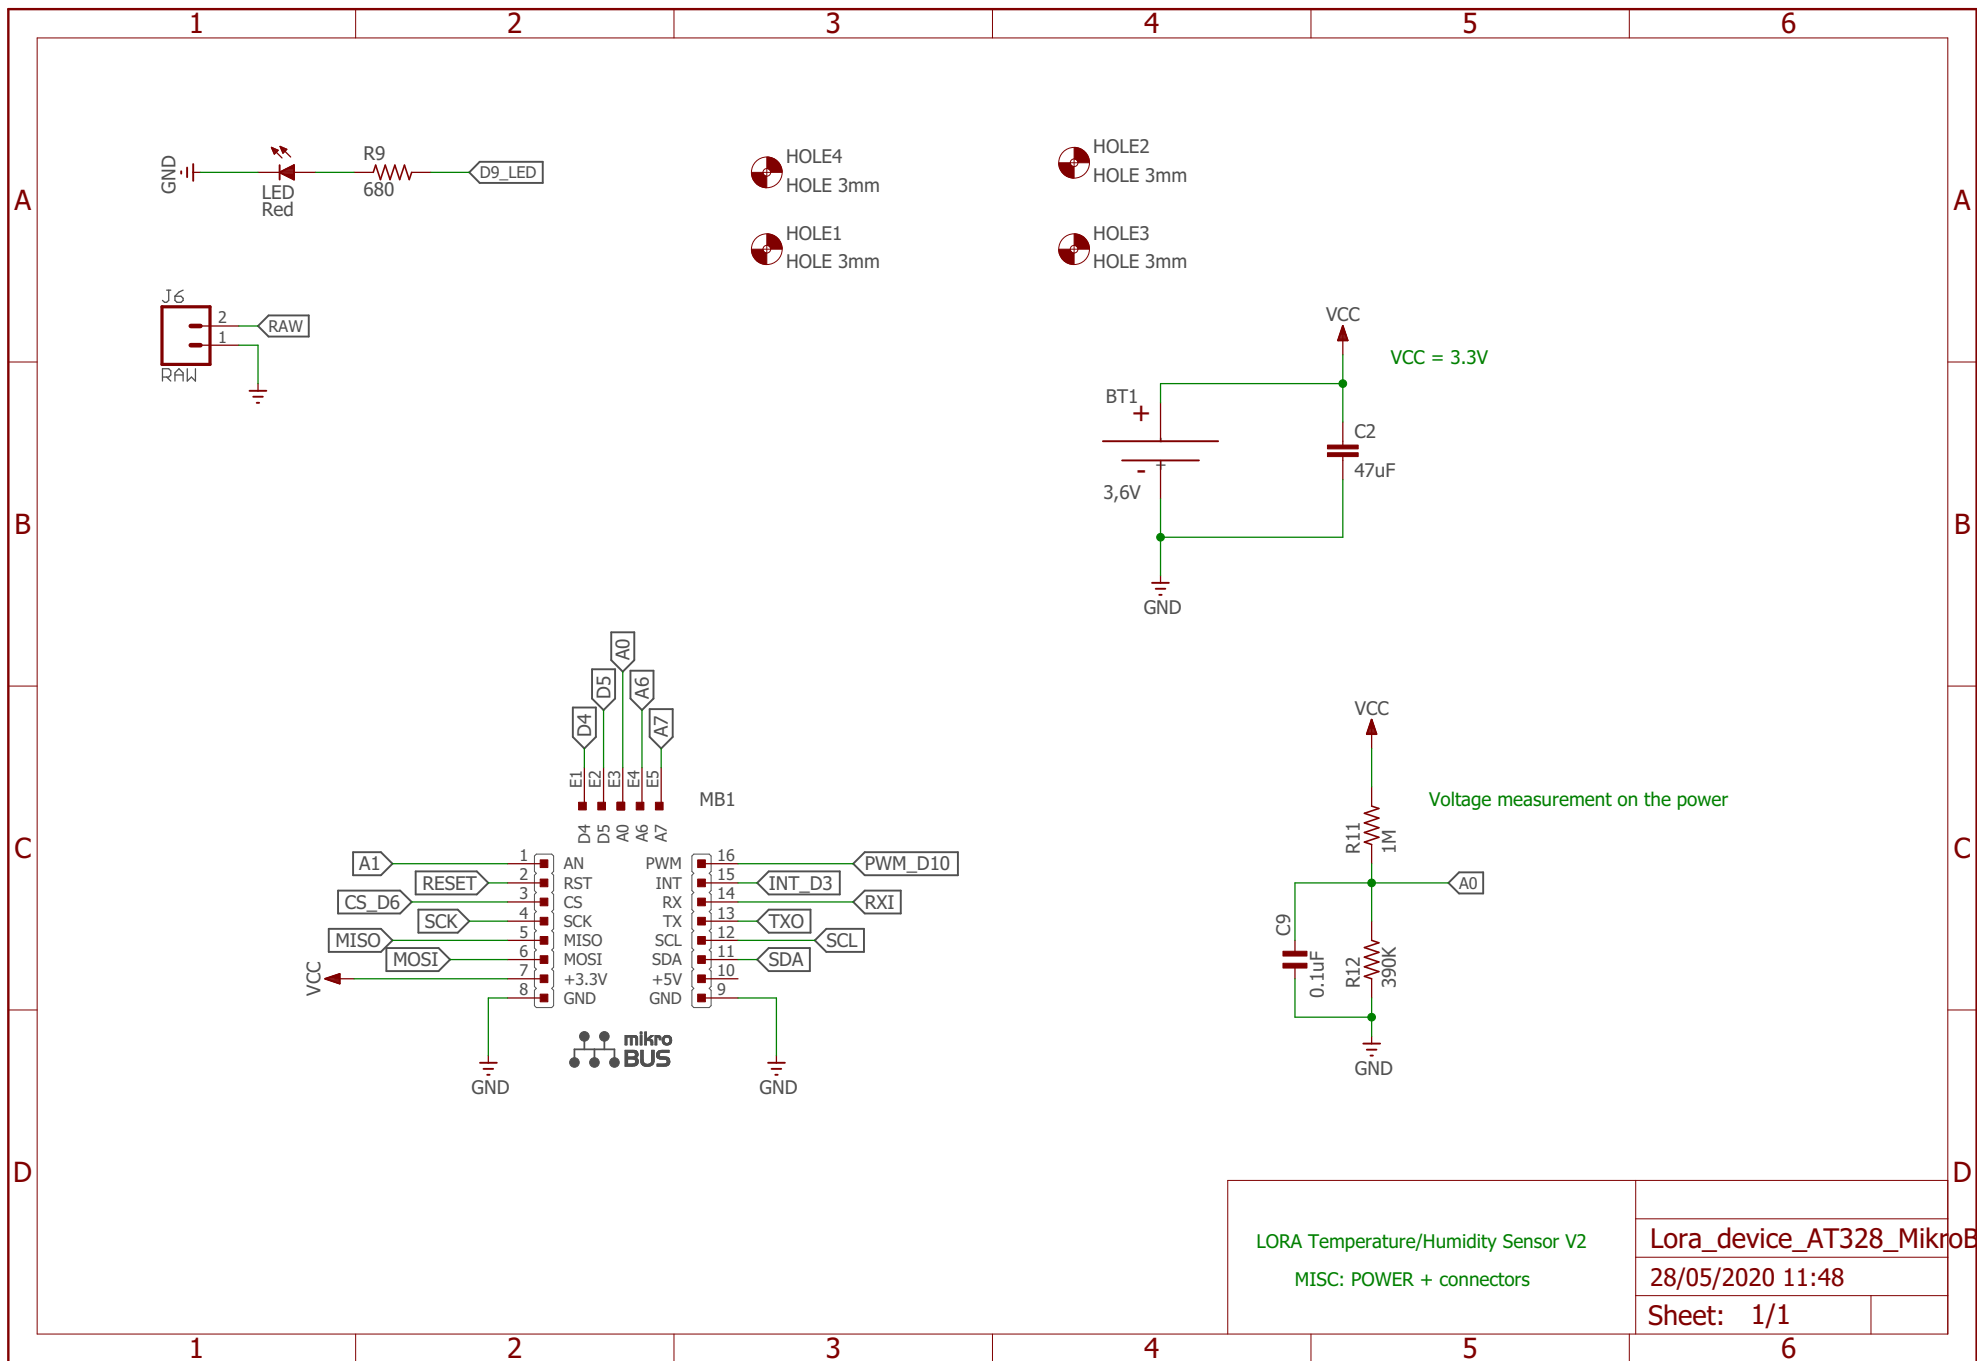 1 2 3 4 5 6
A A
B B
C C
D D
GND
LED
Red
R9
680
D9_LED
HOLE4
HOLE 3mm
HOLE2
HOLE 3mm
HOLE1
HOLE 3mm
HOLE3
HOLE 3mm
J6
2
1
RAW
RAW
VCC
VCC = 3.3V
BT1
+
-
3,6V
C2
47uF
GND
A0
D5
A6
D4
A7
E1 E2 E3 E4 E5
MB1
D4 D5 A0 A6 A7
A1 1 AN PWM 16 PWM_D10
RESET 2 RST INT 15 INT_D3
CS_D6 3 CS RX 14 RXI
SCK 4 SCK TX 13 TXO
MISO 5 MISO SCL 12 SCL
MOSI 6 MOSI SDA 11 SDA
VCC 7 +3.3V +5V 10
8 GND GND 9
mikro
BUS
GND
GND
VCC
Voltage measurement on the power
R11
1M
A0
C9
0.1uF
R12
390K
GND
LORA Temperature/Humidity Sensor V2
MISC: POWER + connectors
Lora_device_AT328_MikroB
28/05/2020 11:48
Sheet: 1/1
1 2 3 4 5 6